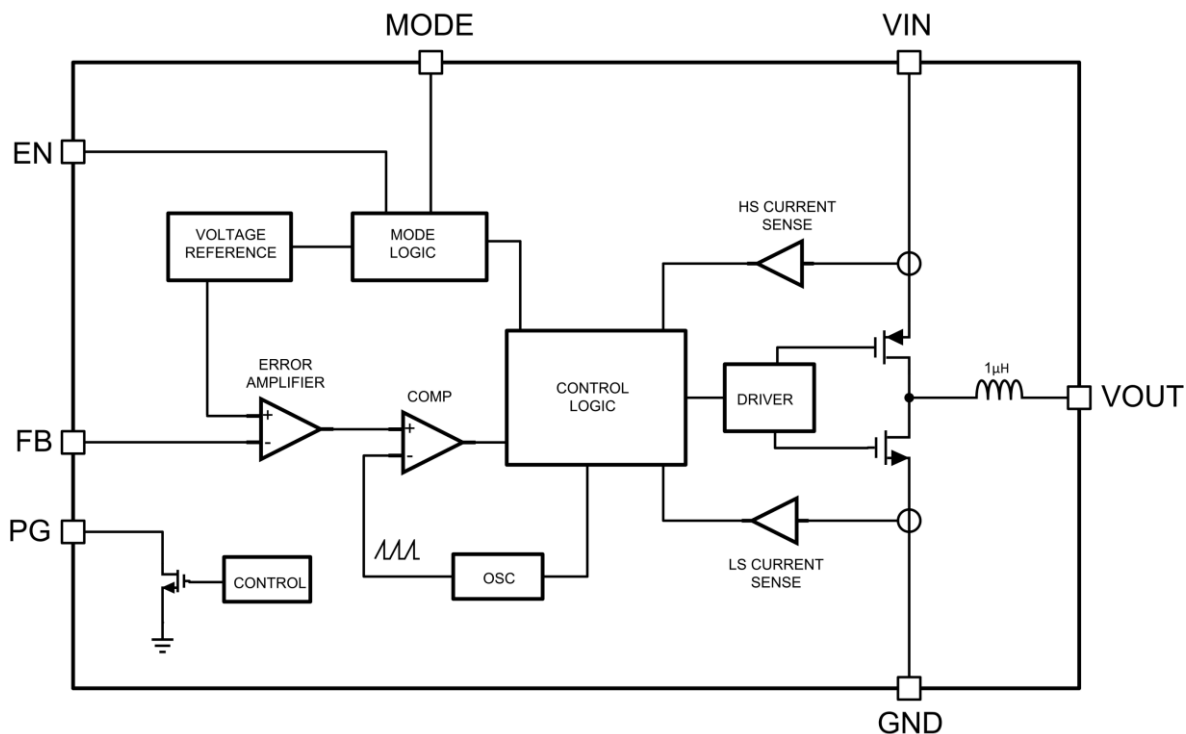 MODE
VIN
EN
HS CURRENT
SENSE
VOLTAGE
REFERENCE
MODE
LOGIC
ERROR
AMPLIFIER
COMP
CONTROL
LOGIC
DRIVER
1µH
VOUT
+
-
+
-
FB
PG
CONTROL
OSC
LS CURRENT
SENSE
GND